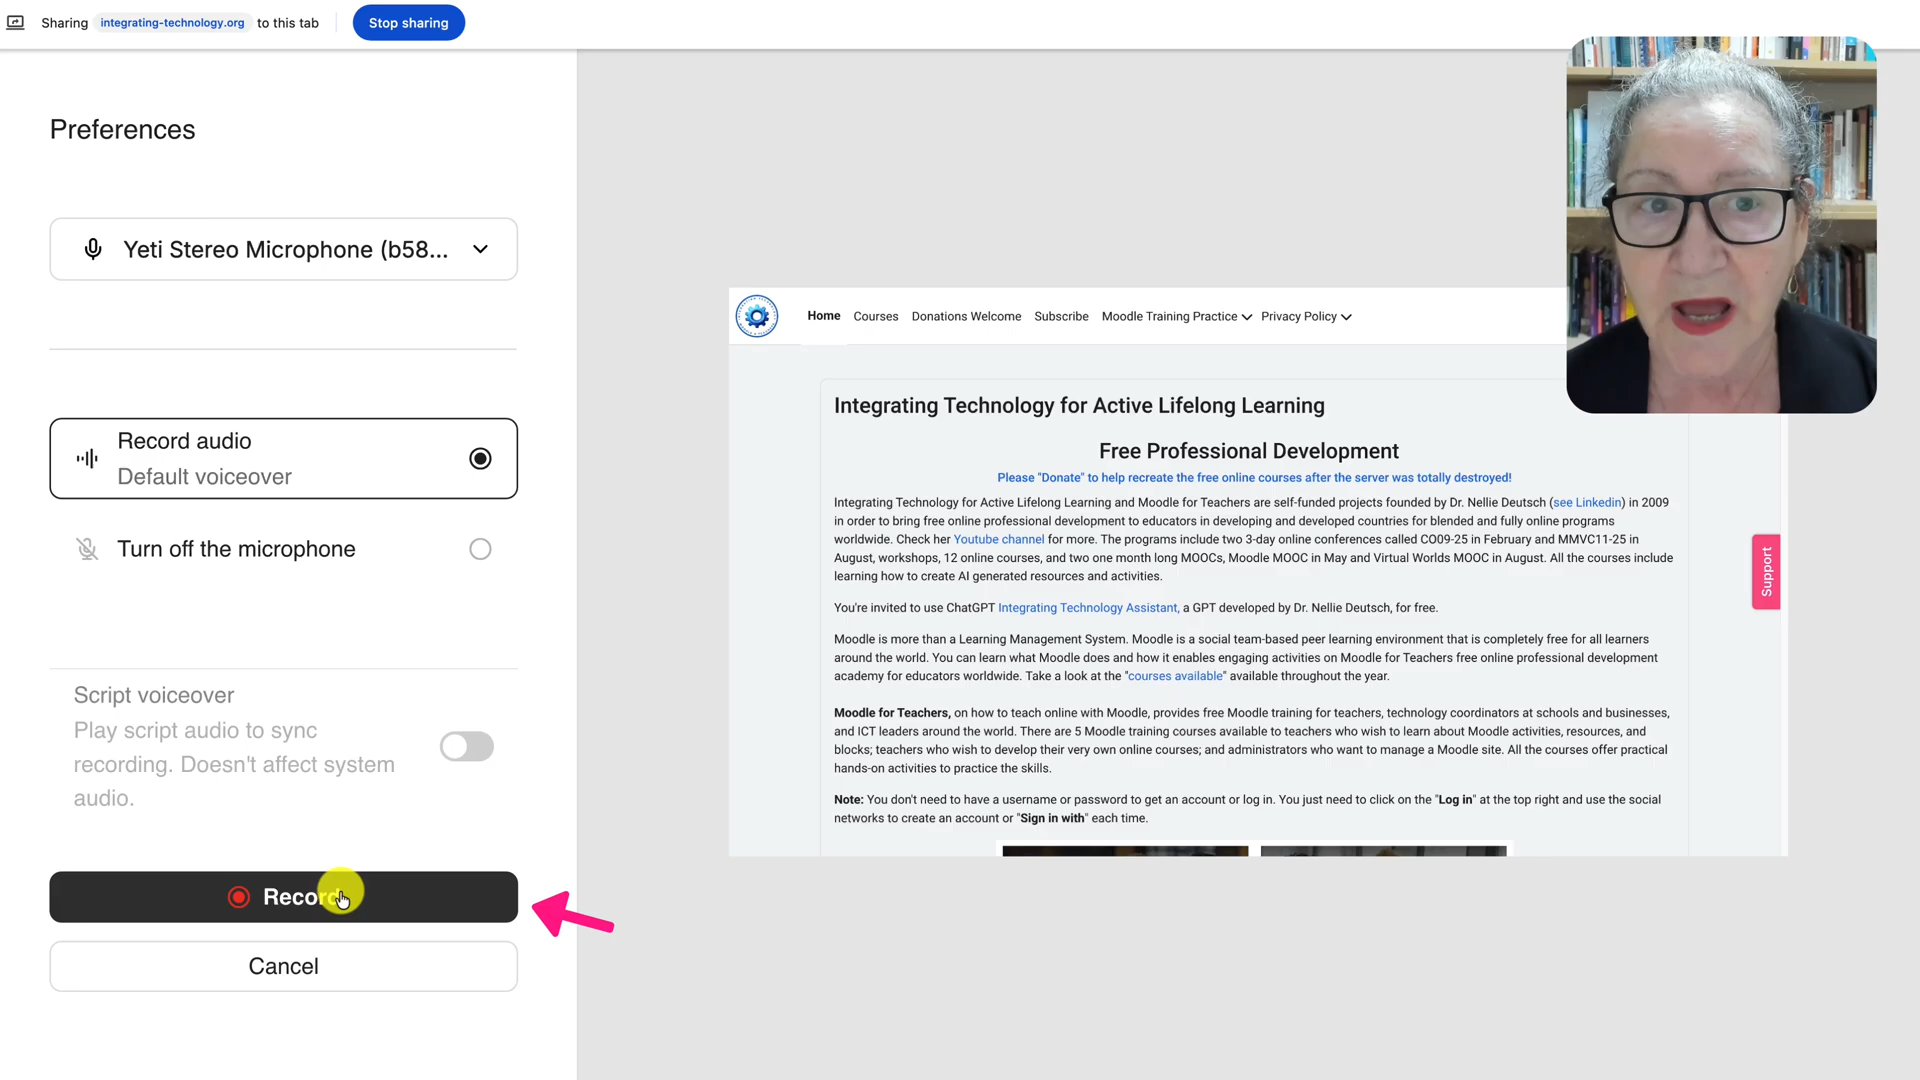 Sharing integrating-technology.org to this tab Stop sharing
Preferences
Yeti Stereo Microphone (b58...
Record audio
Default voiceover
Turn off the microphone
Script voiceover
Play script audio to sync
recording. Doesn't affect system
audio.
Record
Cancel
Home Courses Donations Welcome Subscribe Moodle Training Practice Privacy Policy
Integrating Technology for Active Lifelong Learning
Free Professional Development
Please "Donate" to help recreate the free online courses after the server was totally destroyed!
Integrating Technology for Active Lifelong Learning and Moodle for Teachers are self-funded projects founded by Dr. Nellie Deutsch (see Linkedin) in 2009
in order to bring free online professional development to educators in developing and developed countries for blended and fully online programs
worldwide. Check her Youtube channel for more. The programs include two 3-day online conferences called CO09-25 in February and MMVC11-25 in
August, workshops, 12 online courses, and two one month long MOOCs, Moodle MOOC in May and Virtual Worlds MOOC in August. All the courses include
learning how to create AI generated resources and activities.
You're invited to use ChatGPT Integrating Technology Assistant, a GPT developed by Dr. Nellie Deutsch, for free.
Moodle is more than a Learning Management System. Moodle is a social team-based peer learning environment that is completely free for all learners
around the world. You can learn what Moodle does and how it enables engaging activities on Moodle for Teachers free online professional development
academy for educators worldwide. Take a look at the "courses available" available throughout the year.
Moodle for Teachers, on how to teach online with Moodle, provides free Moodle training for teachers, technology coordinators at schools and businesses,
and ICT leaders around the world. There are 5 Moodle training courses available to teachers who wish to learn about Moodle activities, resources, and
blocks; teachers who wish to develop their very own online courses; and administrators who want to manage a Moodle site. All the courses offer practical
hands-on activities to practice the skills.
Note: You don't need to have a username or password to get an account or log in. You just need to click on the "Log in" at the top right and use the social
networks to create an account or "Sign in with" each time.
Support